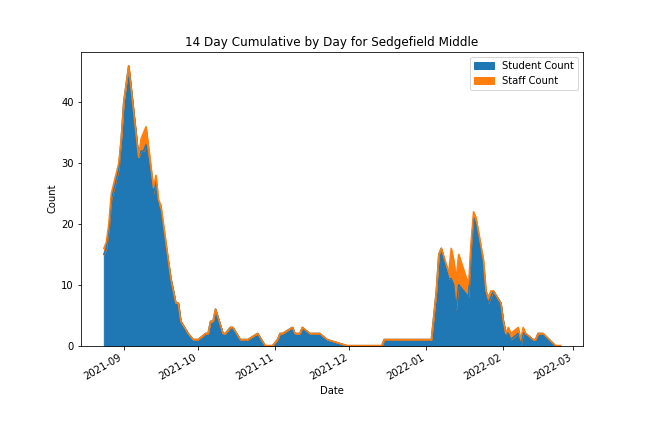 14 Day Cumulative by Day for Sedgefield Middle
Student Count
Staff Count
Count
40
30
20
10
0
2021-09
2021-10
2021-11
2021-12
2022-01
2022-02
2022-03
Date